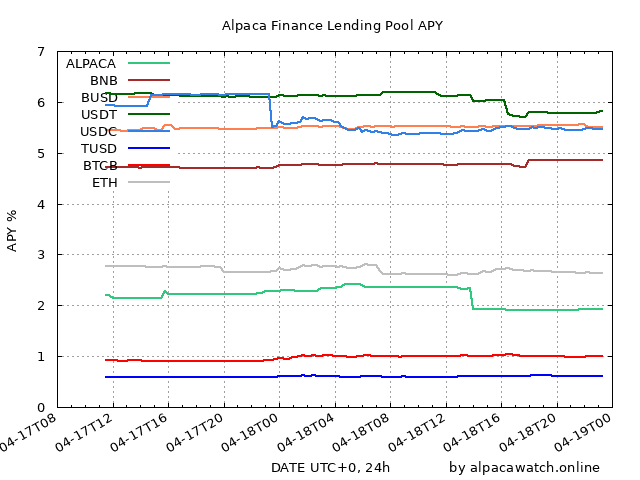 Alpaca Finance Lending Pool APY
7
6
5
4
3
2
1
0
APY %
ALPACA
BNB
BUSD
USDT
USDC
TUSD
BTCB
ETH
04-17T08
04-17T12
04-17T16
04-17T20
04-18T00
04-18T04
04-18T08
04-18T12
04-18T16
04-18T20
04-19T00
DATE UTC+0, 24h
by alpacawatch.online